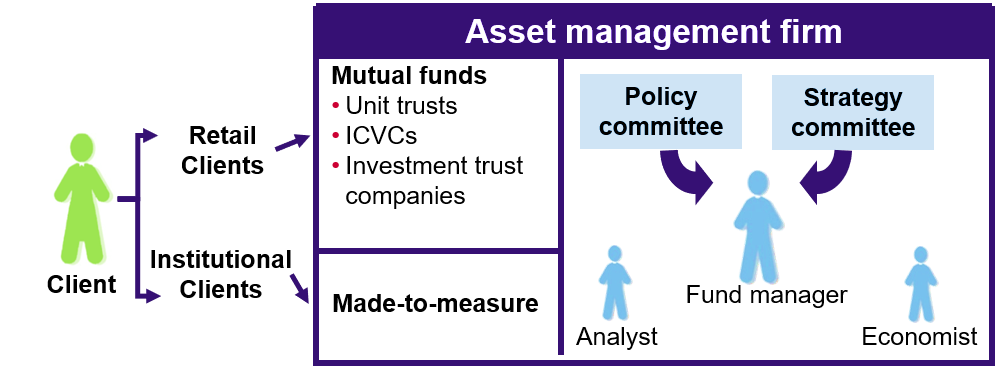 Asset management firm
Client
Retail
Clients
Institutional
Clients
Mutual funds
• Unit trusts
• ICVCs
• Investment trust
companies
Made-to-measure
Policy
committee
Strategy
committee
Fund manager
Analyst
Economist